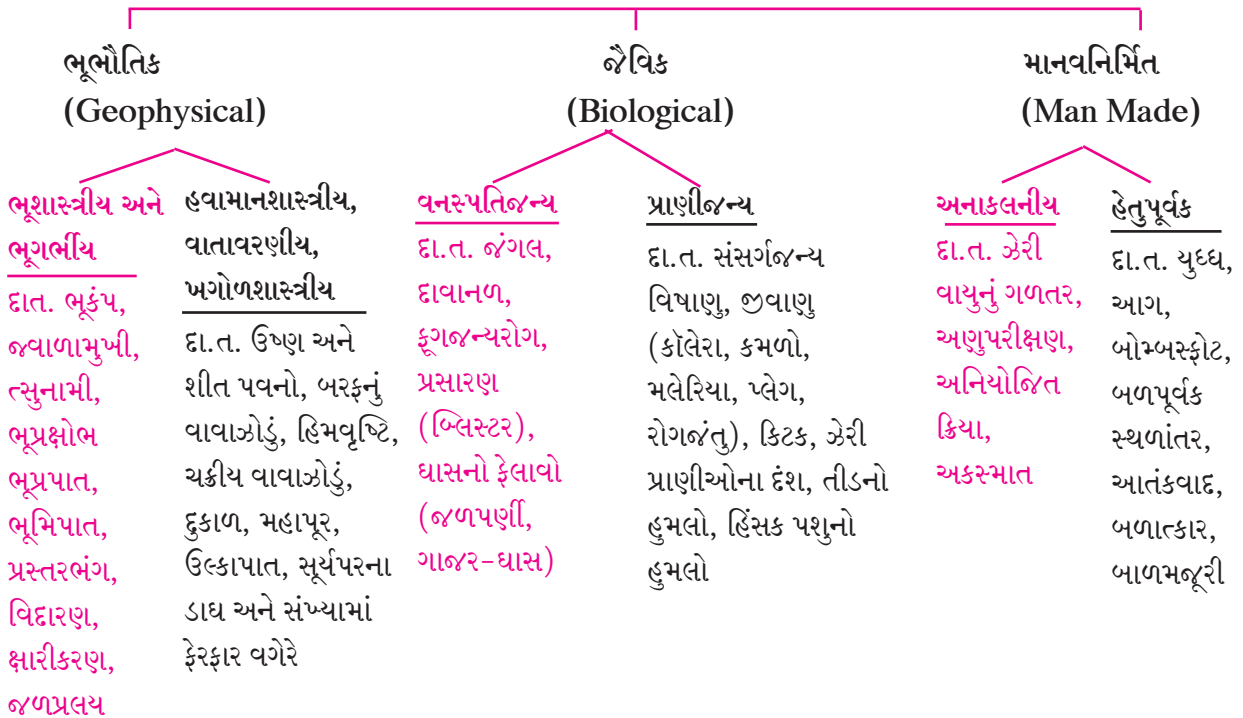 ભૂભૌતિક
(Geophysical)
જૈવિક
(Biological)
માનવનિર્મિત
(Man Made)
ભૂશાસ્ત્રીય અને
ભૂગર્ભીય
દાત. ભૂકંપ,
જ્વાળામુખી,
ત્સુનામી,
ભૂપ્રક્ષોભ
ભૂપ્રપાત,
ભૂમિપાત,
પ્રસ્તરભંગ,
વિદારણ,
ક્ષારીકરણ,
જળપ્રલય
હવામાનશાસ્ત્રીય,
વાતાવરણીય,
ખગોળશાસ્ત્રીય
દા.ત. ઉષ્ણ અને
શીત પવનો, બરફનું
વાવાઝોડું, હિમવૃષ્ટિ,
ચક્રીય વાવાઝોડું,
દુકાળ, મહાપૂર,
ઉલ્કાપાત, સૂર્યપરના
ડાઘ અને સંખ્યામાં
ફેરફાર વગેરે
વનસ્પતિજન્ય
દા.ત. જંગલ,
દાવાનળ,
ફૂગજન્યરોગ,
પ્રસારણ
(બ્લિસ્ટર),
ઘાસનો ફેલાવો
(જળપર્ણી,
ગાજર-ઘાસ)
પ્રાણીજન્ય
દા.ત. સંસર્ગજન્ય
વિષાણુ, જીવાણુ
(કૉલેરા, કમળો,
મલેરિયા, પ્લેગ,
રોગજંતુ), કિટક, ઝેરી
પ્રાણીઓના દંશ, તીડનો
હુમલો, હિંસક પશુનો
હુમલો
અનાકલનીય
દા.ત. ઝેરી
વાયુનું ગળતર,
અણુપરીક્ષણ,
અનિયોજિત
ક્રિયા,
અકસ્માત
હેતુપૂર્વક
દા.ત. યુધ્ધ,
આગ,
બોમ્બસ્ફોટ,
બળપૂર્વક
સ્થળાંતર,
આતંકવાદ,
બળાત્કાર,
બાળમજૂરી